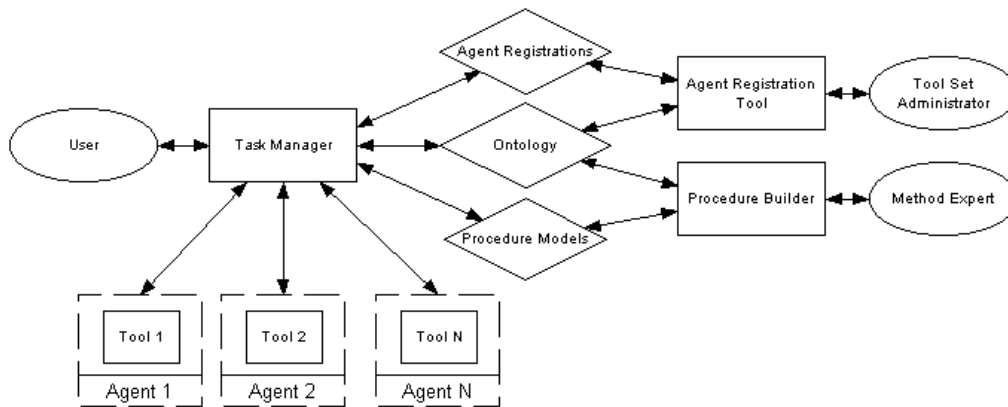 Agent Registrations
Agent Registration
Tool
Tool Set
Administrator
User
Task Manager
Ontology
Procedure Builder
Method Expert
Procedure Models
Tool 1
Tool 2
Tool N
Agent 1
Agent 2
Agent N